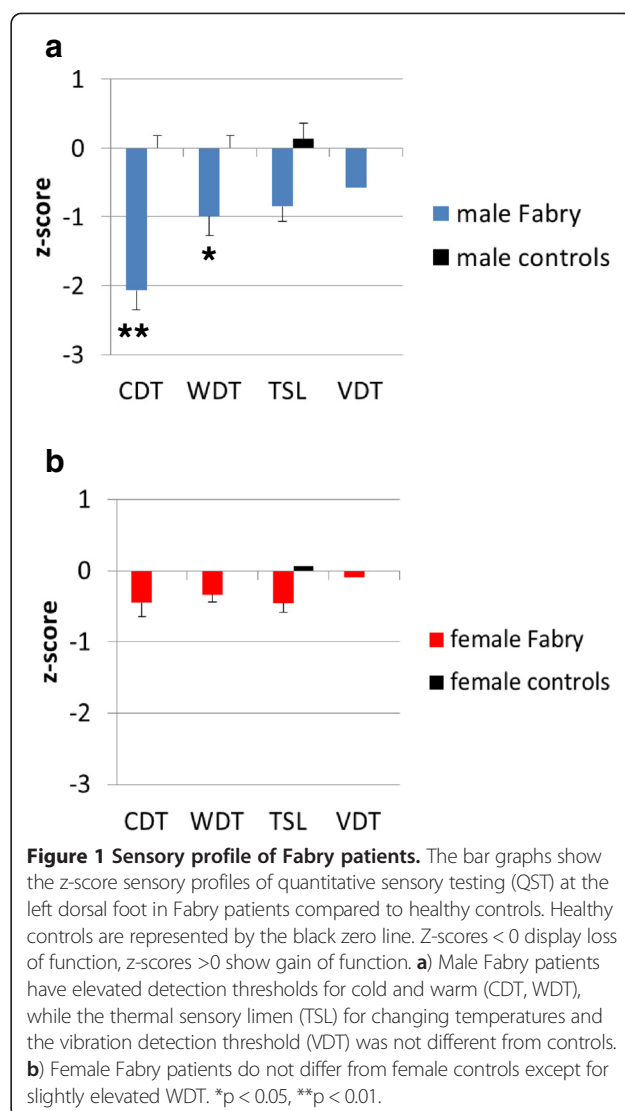 a
1
0
-1
-2
-3
z-score
**
*
CDT WDT TSL VDT
male Fabry
male controls
b
1
0
-1
-2
-3
z-score
CDT WDT TSL VDT
female Fabry
female controls
Figure 1 Sensory profile of Fabry patients. The bar graphs show
the z-score sensory profiles of quantitative sensory testing (QST) at the
left dorsal foot in Fabry patients compared to healthy controls. Healthy
controls are represented by the black zero line. Z-scores < 0 display loss
of function, z-scores >0 show gain of function. a) Male Fabry patients
have elevated detection thresholds for cold and warm (CDT, WDT),
while the thermal sensory limen (TSL) for changing temperatures and
the vibration detection threshold (VDT) was not different from controls.
b) Female Fabry patients do not differ from female controls except for
slightly elevated WDT. *p < 0.05, **p < 0.01.